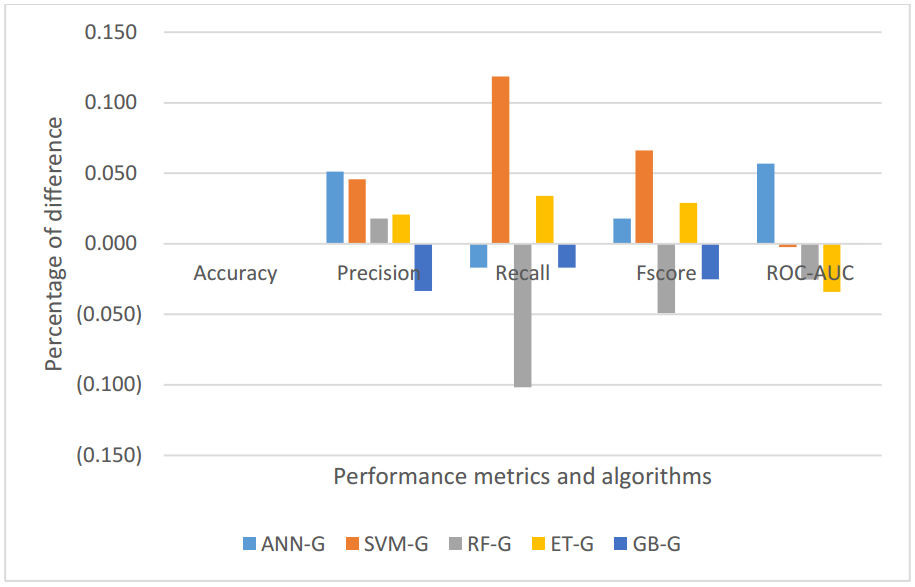 0.150
0.100
0.050
0.000
(0.050)
(0.100)
(0.150)
Percentage of difference
Accuracy Precision Recall Fscore ROC-AUC
Performance metrics and algorithms
ANN-G SVM-G RF-G ET-G GB-G